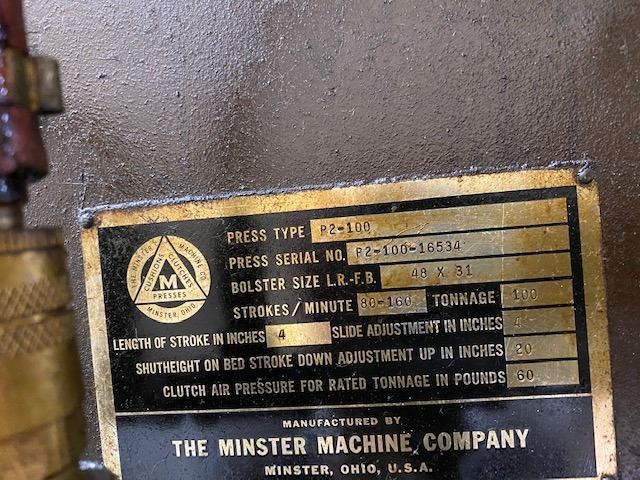 PRESS TYPE P2-100
PRESS SERIAL NO. P2-100-16534
BOLSTER SIZE L.R.-F.B. 48 X 31
STROKES/MINUTE 80-160 TONNAGE 100
LENGTH OF STROKE IN INCHES 4 SLIDE ADJUSTMENT IN INCHES 4
SHUTHEIGHT ON BED STROKE DOWN ADJUSTMENT UP IN INCHES 20
CLUTCH AIR PRESSURE FOR RATED TONNAGE IN POUNDS 60
THE MINSTER MACHINE CO.
CUSHIONS CLUTCHES
M
PRESSES
MINSTER, OHIO
MANUFACTURED BY
THE MINSTER MACHINE COMPANY
MINSTER, OHIO, U.S.A.